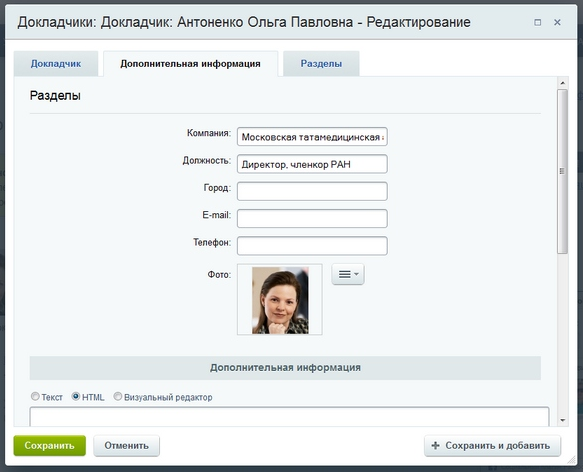 Докладчики: Докладчик: Антоненко Ольга Павловна - Редактирование
Докладчик
Дополнительная информация
Разделы
Разделы
Компания: Московская татамедицинская а
Должность: Директор, членкор РАН
Город:
E-mail:
Телефон:
Фото:
Дополнительная информация
Текст HTML Визуальный редактор
Сохранить Отменить Сохранить и добавить